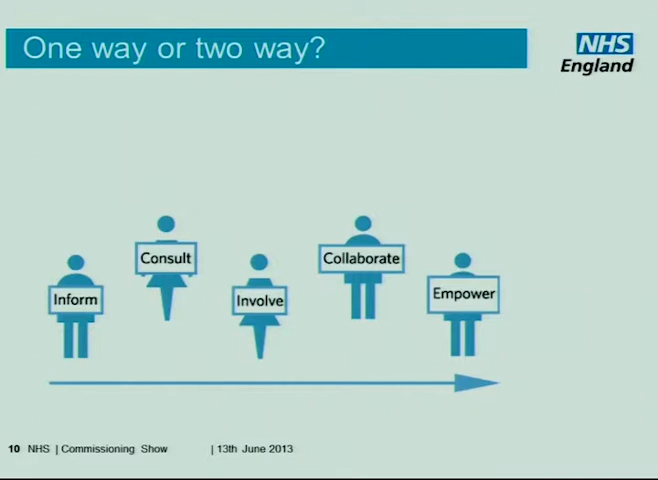 One way or two way?
NHS
England
Consult
Collaborate
Inform
Involve
Empower
10 NHS | Commissioning Show | 13th June 2013